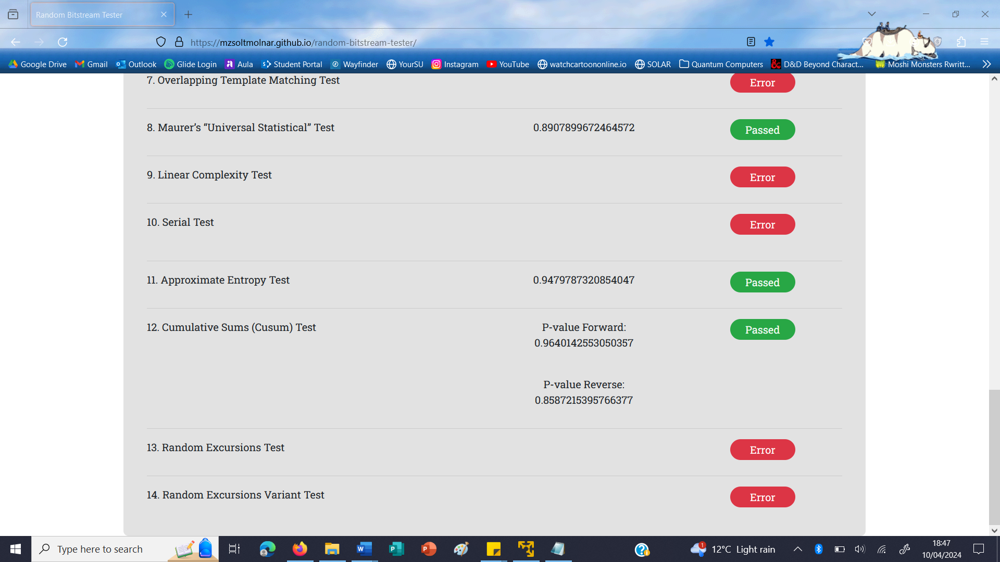 Random Bitstream Tester
https://mzsoltmolnar.github.io/random-bitstream-tester/
Google Drive Gmail Outlook Glide Login Aula Student Portal Wayfinder YourSU Instagram YouTube watchcartoononline.io SOLAR Quantum Computers D&D Beyond Charact... Moshi Monsters Rwritt...
7. Overlapping Template Matching Test Error
8. Maurer’s “Universal Statistical” Test 0.8907899672464572 Passed
9. Linear Complexity Test Error
10. Serial Test Error
11. Approximate Entropy Test 0.9479787320854047 Passed
12. Cumulative Sums (Cusum) Test P-value Forward: Passed
0.9640142553050357
P-value Reverse:
0.8587215395766377
13. Random Excursions Test Error
14. Random Excursions Variant Test Error
Type here to search 1 12°C Light rain 18:47
10/04/2024